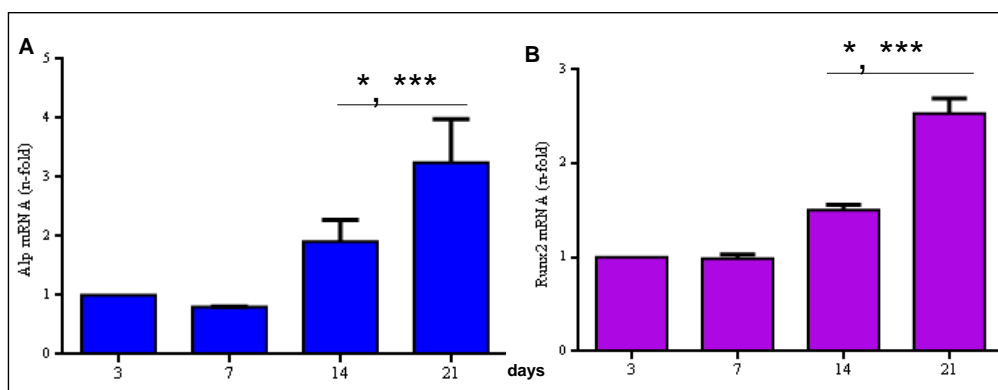 A
Alp mRNA (n-fold)
5
4
3
2
1
0
*, ***
3 7 14 21
days
B
Runx2 mRNA (n-fold)
3
2
1
0
*, ***
3 7 14 21